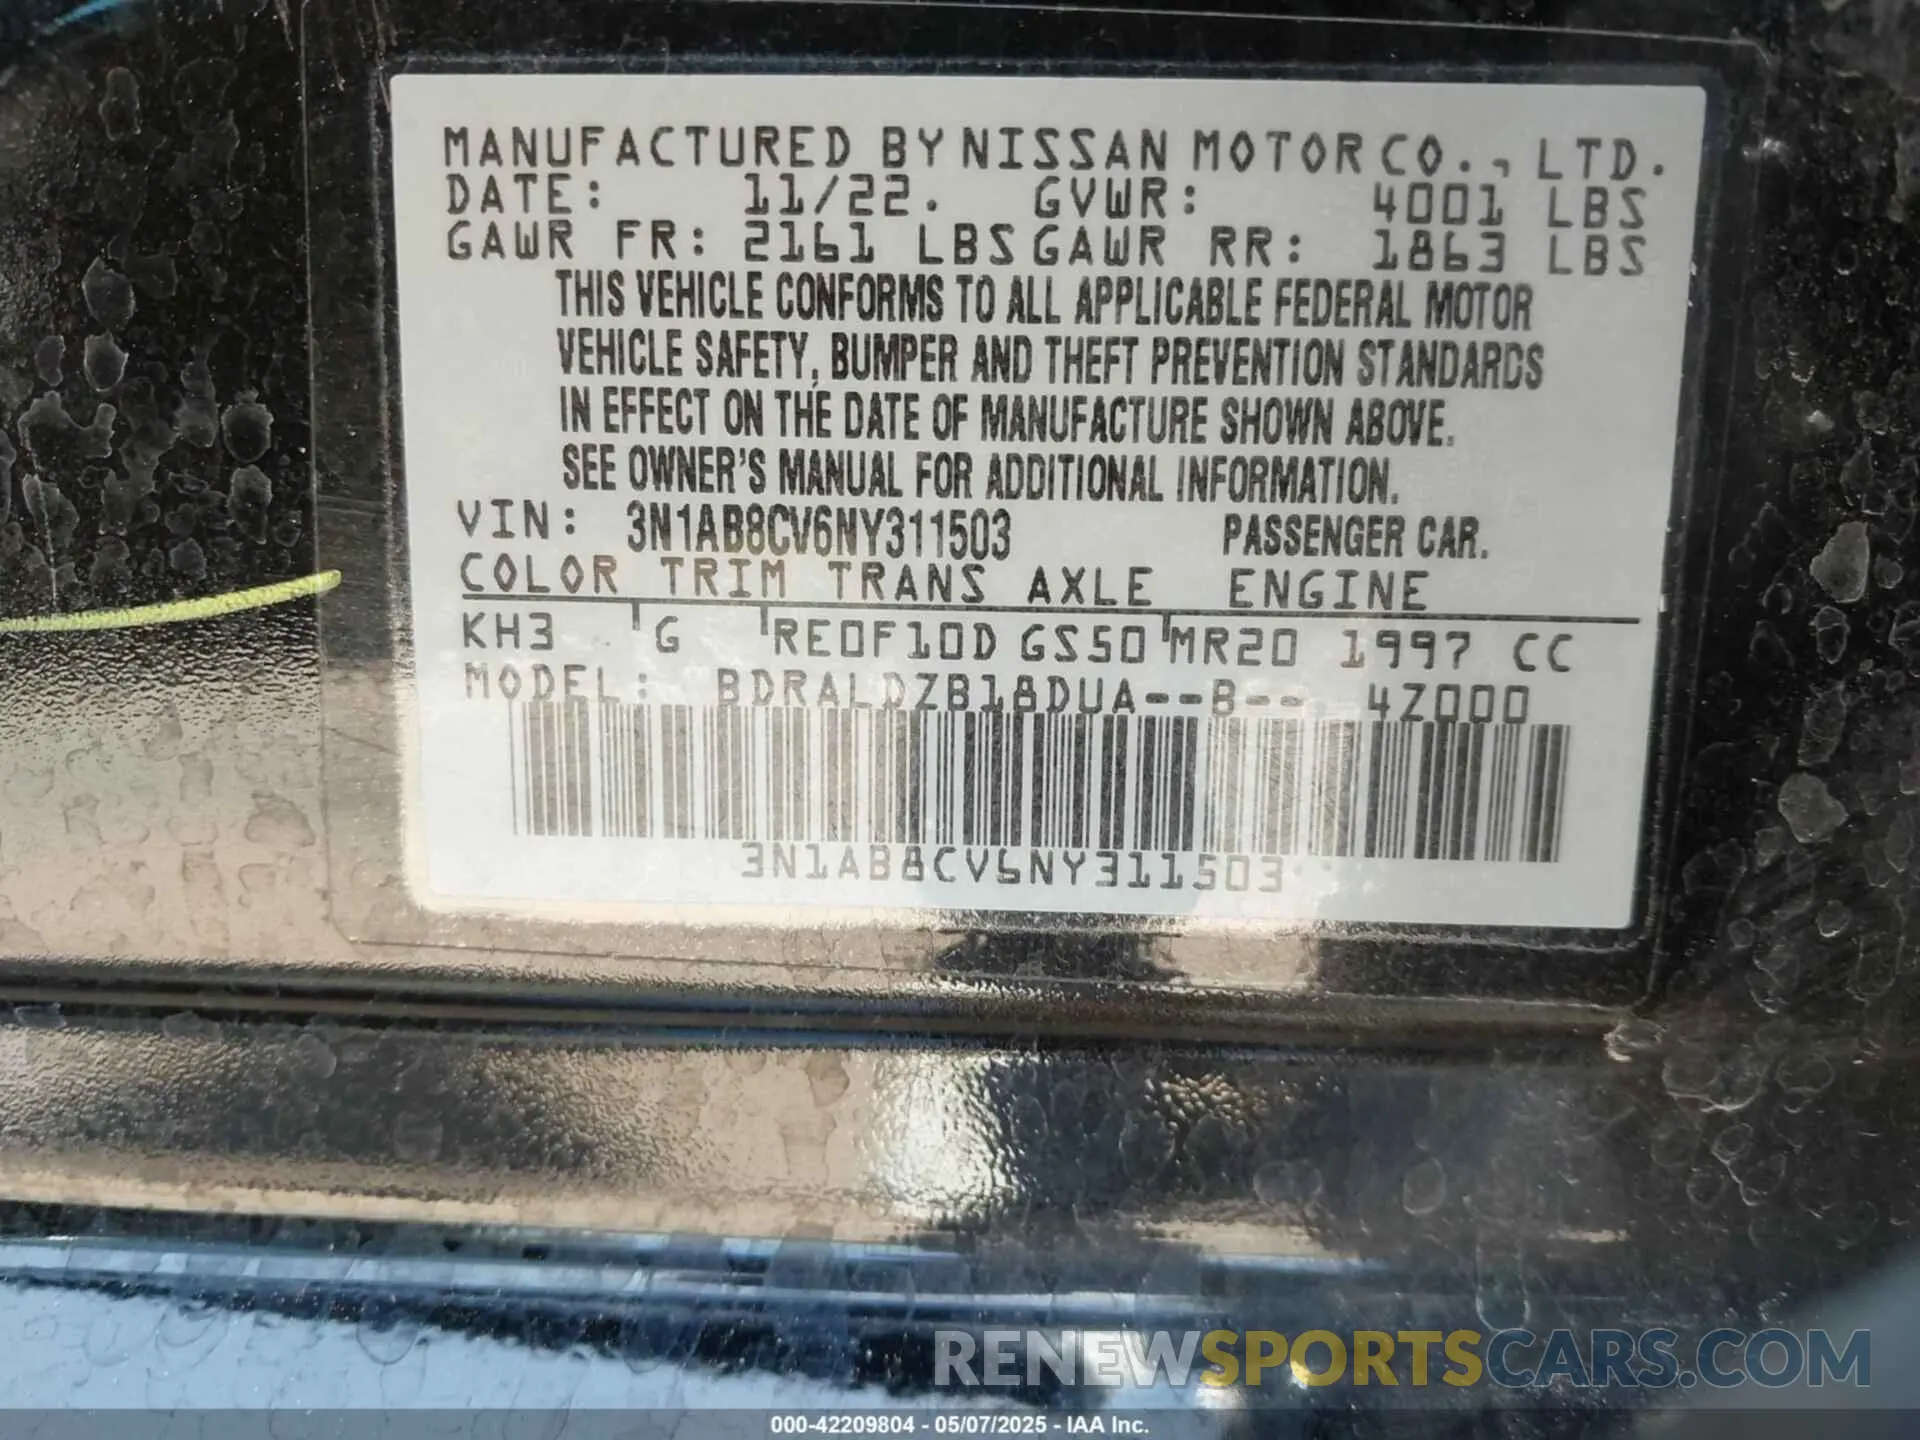 MANUFACTURED BY NISSAN MOTOR CO., LTD.
DATE: 11/22. GVWR: 4001 LBS
GAWR FR: 2161 LBS GAWR RR: 1863 LBS
THIS VEHICLE CONFORMS TO ALL APPLICABLE FEDERAL MOTOR
VEHICLE SAFETY, BUMPER AND THEFT PREVENTION STANDARDS
IN EFFECT ON THE DATE OF MANUFACTURE SHOWN ABOVE.
SEE OWNER'S MANUAL FOR ADDITIONAL INFORMATION.
VIN: 3N1AB8CV6NY311503 PASSENGER CAR.
COLOR TRIM TRANS AXLE ENGINE
KH3 G RE0F10D GS50 MR20 1997 CC
MODEL: BDRALDZB18DUA--B-- 4Z000
3N1AB8CV6NY311503
RENEWSPORTSCARS.COM
000-42209804 - 05/07/2025 - IAA Inc.